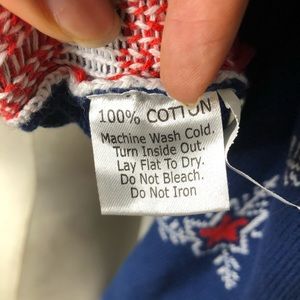 100% COTTON
Machine Wash Cold.
Turn Inside Out.
Lay Flat To Dry.
Do Not Bleach.
Do Not Iron